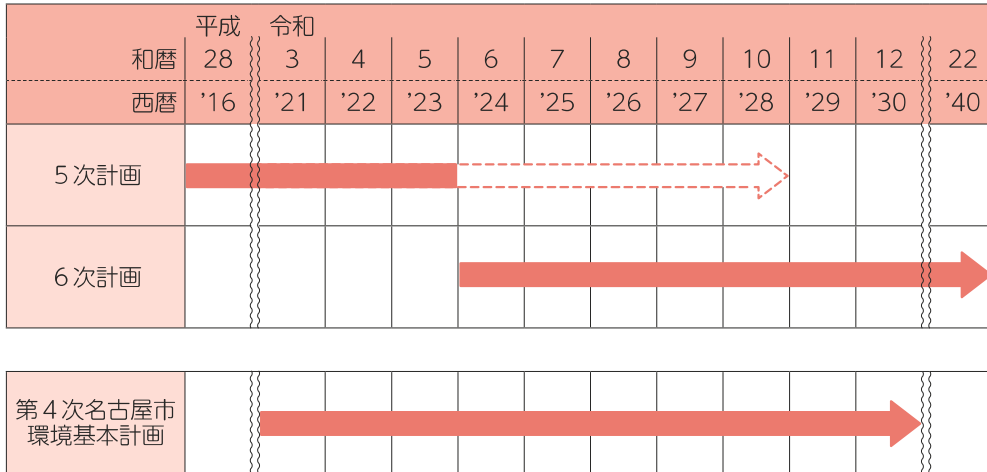 平成 令和
和暦 28 3 4 5 6 7 8 9 10 11 12 22
西暦 ’16 ’21 ’22 ’23 ’24 ’25 ’26 ’27 ’28 ’29 ’30 ’40
5次計画
6次計画
第4次名古屋市
環境基本計画